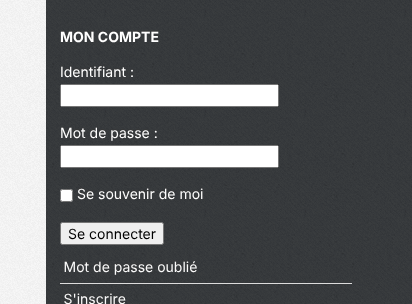 MON COMPTE
Identifiant :
Mot de passe :
Se souvenir de moi
Se connecter
Mot de passe oublié
S'inscrire